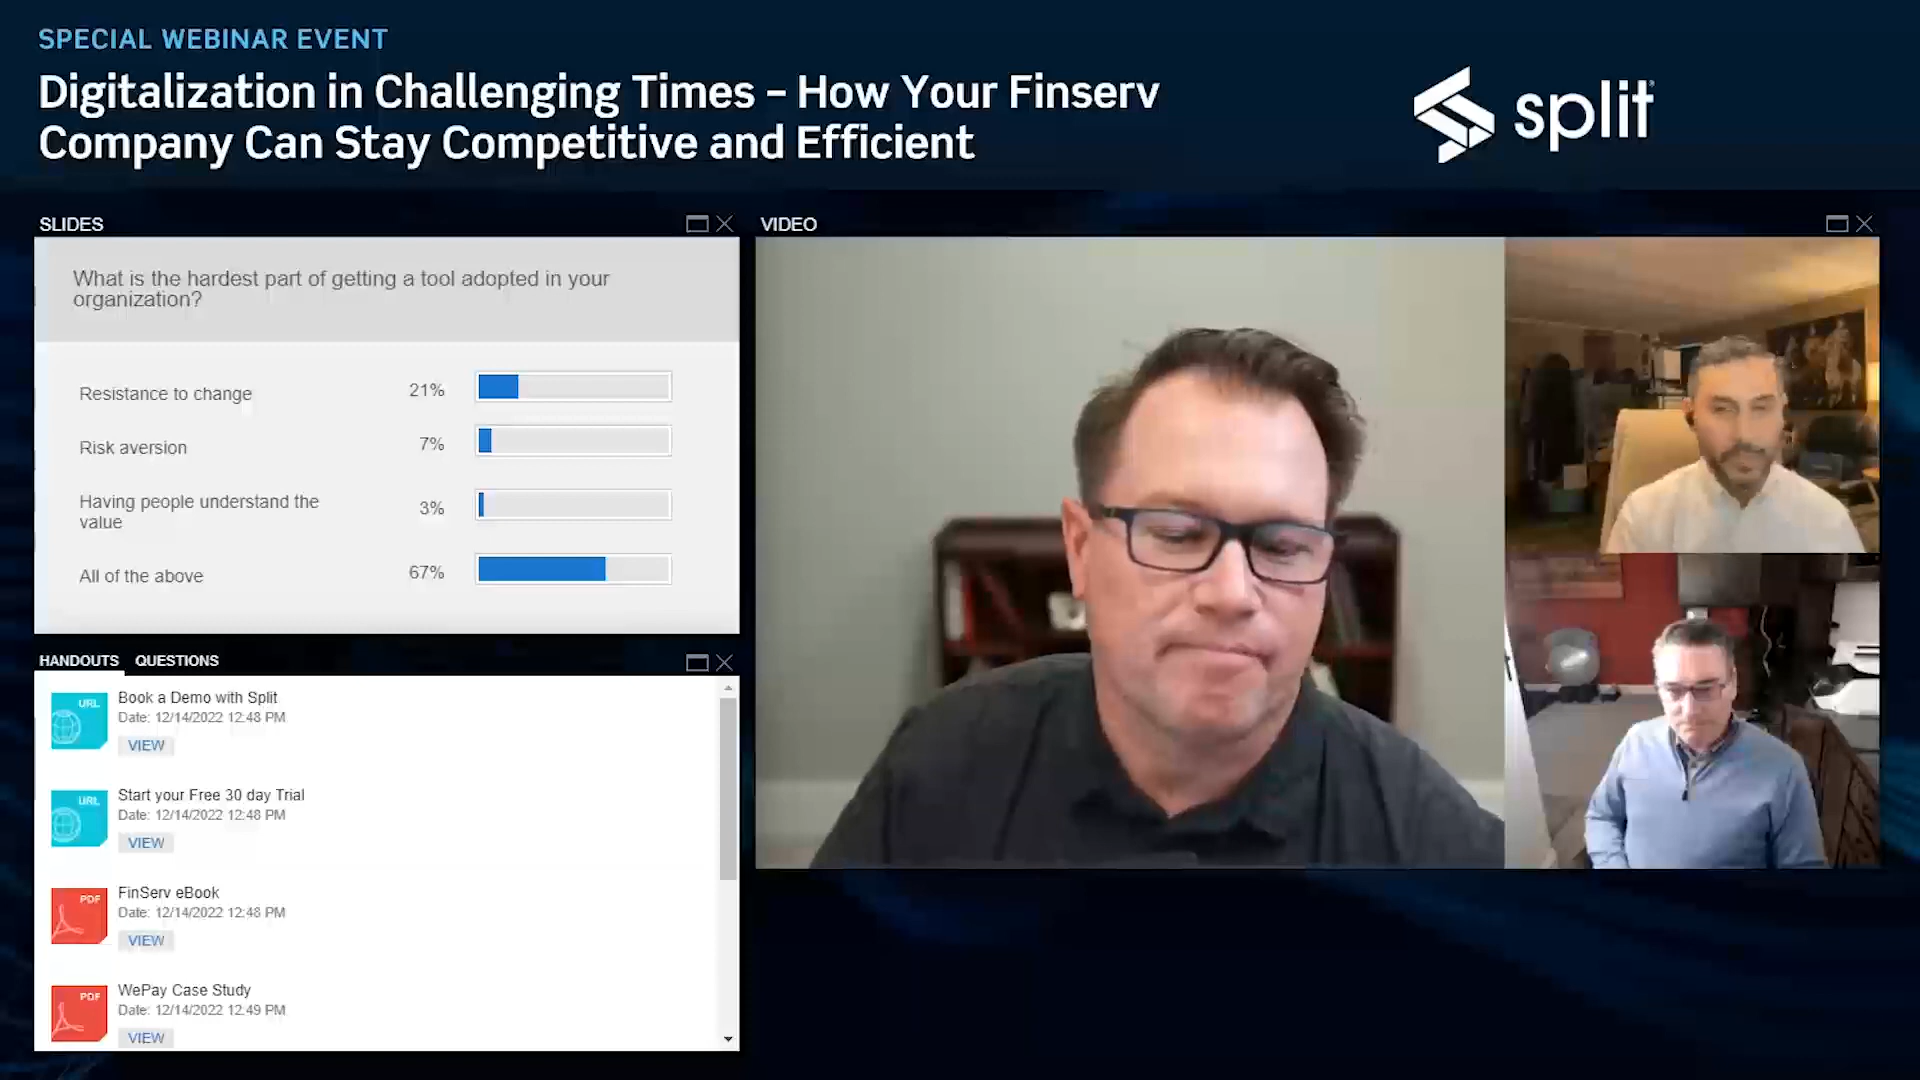 SPECIAL WEBINAR EVENT
Digitalization in Challenging Times – How Your Finserv
Company Can Stay Competitive and Efficient
split
SLIDES
What is the hardest part of getting a tool adopted in your
organization?
Resistance to change 21%
Risk aversion 7%
Having people understand the
value 3%
All of the above 67%
VIDEO
HANDOUTS QUESTIONS
URL
Book a Demo with Split
Date: 12/14/2022 12:48 PM
VIEW
URL
Start your Free 30 day Trial
Date: 12/14/2022 12:48 PM
VIEW
PDF
FinServ eBook
Date: 12/14/2022 12:48 PM
VIEW
PDF
WePay Case Study
Date: 12/14/2022 12:49 PM
VIEW